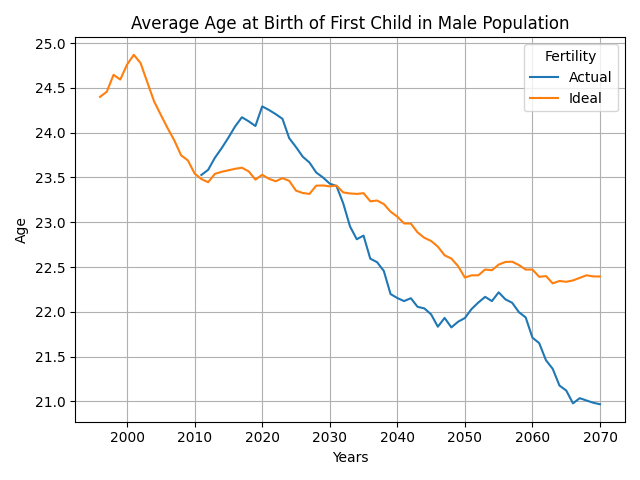 Average Age at Birth of First Child in Male Population
Fertility
Actual
Ideal
Age
25.0
24.5
24.0
23.5
23.0
22.5
22.0
21.5
21.0
2000 2010 2020 2030 2040 2050 2060 2070
Years